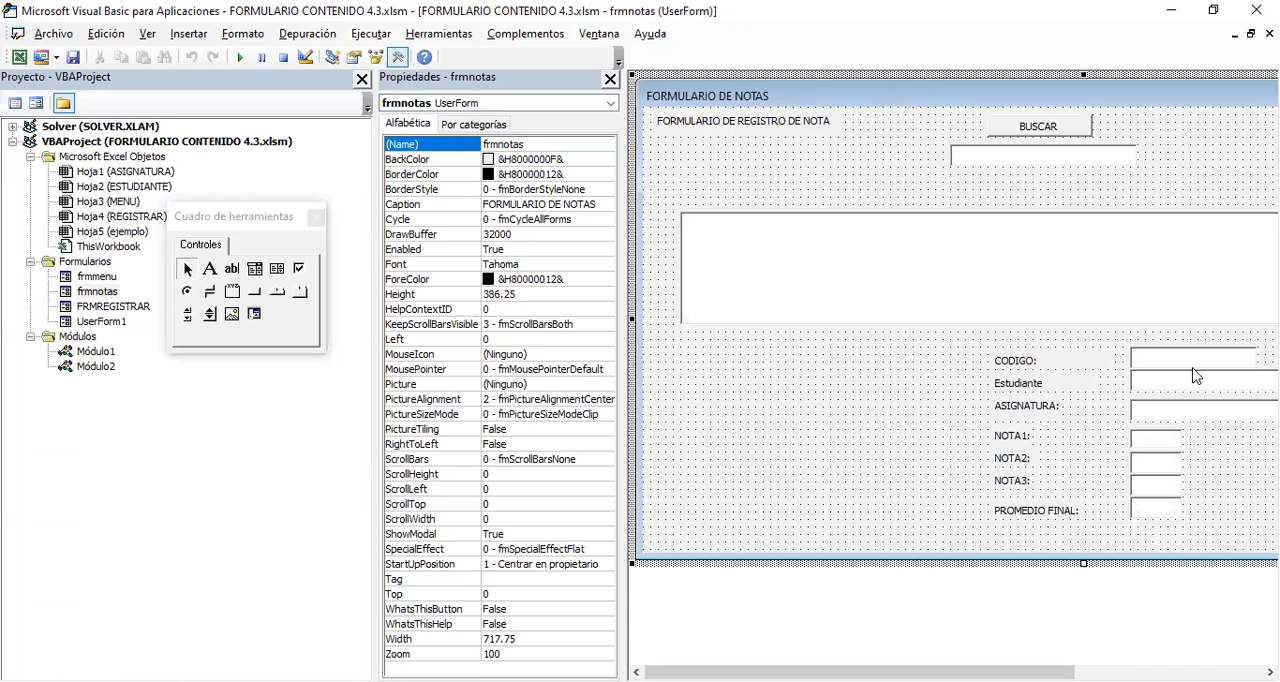 Microsoft Visual Basic para Aplicaciones - FORMULARIO CONTENIDO 4.3.xlsm - [FORMULARIO CONTENIDO 4.3.xlsm - frmnotas (UserForm)]
Archivo Edición Ver Insertar Formato Depuración Ejecutar Herramientas Complementos Ventana Ayuda
Proyecto - VBAProject
Solver (SOLVER.XLAM)
VBAProject (FORMULARIO CONTENIDO 4.3.xlsm)
Microsoft Excel Objetos
Hoja1 (ASIGNATURA)
Hoja2 (ESTUDIANTE)
Hoja3 (MENU)
Hoja4 (REGISTRAR)
Hoja5 (ejemplo)
ThisWorkbook
Formularios
frmmenu
frmnotas
FRMREGISTRAR
UserForm1
Módulos
Módulo1
Módulo2
Cuadro de herramientas
Controles
Propiedades - frmnotas
frmnotas UserForm
Alfabética Por categorías
(Name) frmnotas
BackColor &H8000000F&
BorderColor &H80000012&
BorderStyle 0 - fmBorderStyleNone
Caption FORMULARIO DE NOTAS
Cycle 0 - fmCycleAllForms
DrawBuffer 32000
Enabled True
Font Tahoma
ForeColor &H80000012&
Height 386.25
HelpContextID 0
KeepScrollBarsVisible 3 - fmScrollBarsBoth
Left 0
MouseIcon (Ninguno)
MousePointer 0 - fmMousePointerDefault
Picture (Ninguno)
PictureAlignment 2 - fmPictureAlignmentCenter
PictureSizeMode 0 - fmPictureSizeModeClip
PictureTiling False
RightToLeft False
ScrollBars 0 - fmScrollBarsNone
ScrollHeight 0
ScrollLeft 0
ScrollTop 0
ScrollWidth 0
ShowModal True
SpecialEffect 0 - fmSpecialEffectFlat
StartUpPosition 1 - Centrar en propietario
Tag
Top 0
WhatsThisButton False
WhatsThisHelp False
Width 717.75
Zoom 100
FORMULARIO DE NOTAS
FORMULARIO DE REGISTRO DE NOTA
BUSCAR
CODIGO:
Estudiante
ASIGNATURA:
NOTA1:
NOTA2:
NOTA3:
PROMEDIO FINAL: